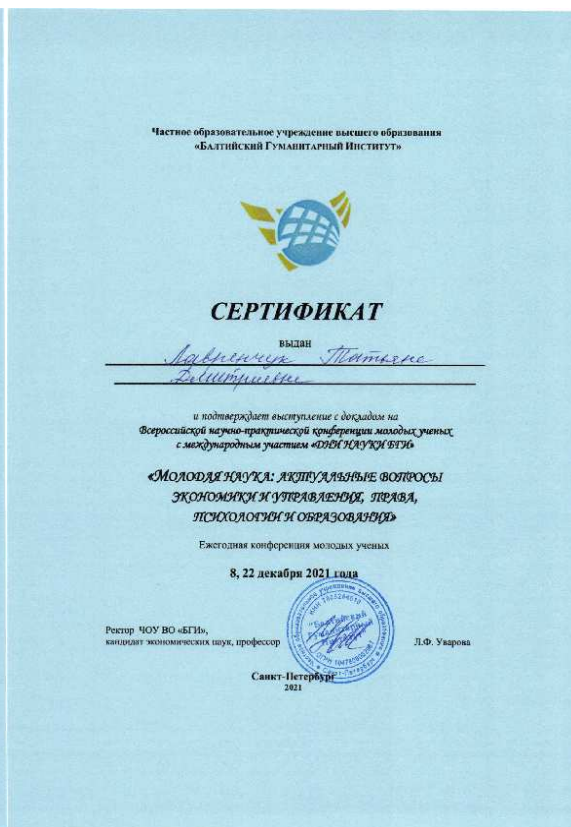 Частное образовательное учреждение высшего образования
«Балтийский Гуманитарный Институт»
СЕРТИФИКАТ
выдан
Лавренчук Татьяне
Дмитриевне
и подтверждает выступление с докладом на
Всероссийской научно-практической конференции молодых ученых
с международным участием «ДНИ НАУКИ БГИ»
«Молодая наука: актуальные вопросы
экономики и управления, права,
психологии и образования»
Ежегодная конференция молодых ученых
8, 22 декабря 2021 года
Ректор ЧОУ ВО «БГИ»,
кандидат экономических наук, профессор
"Балтийский
Гуманитарный
Л.Ф. Уварова
Санкт-Петербург
2021